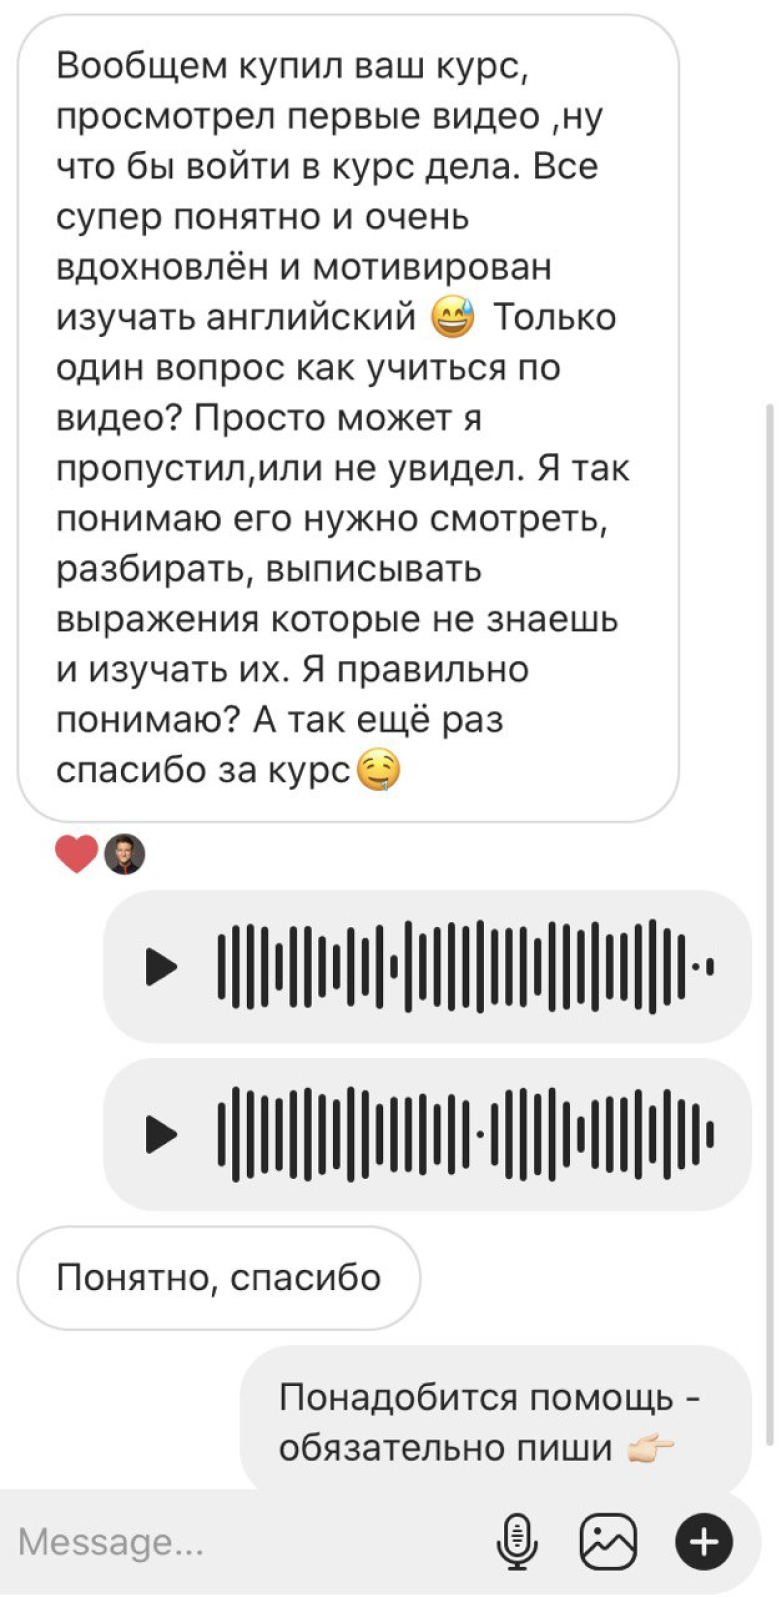 Вообщем купил ваш курс,
просмотрел первые видео ,ну
что бы войти в курс дела. Все
супер понятно и очень
вдохновлён и мотивирован
изучать английский 😅 Только
один вопрос как учиться по
видео? Просто может я
пропустил,или не увидел. Я так
понимаю его нужно смотреть,
разбирать, выписывать
выражения которые не знаешь
и изучать их. Я правильно
понимаю? А так ещё раз
спасибо за курс🤤
Понятно, спасибо
Понадобится помощь -
обязательно пиши 👉🏻
Message...